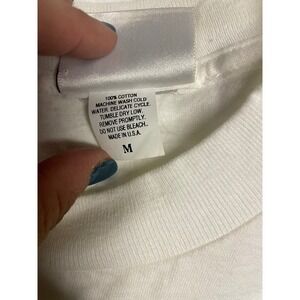 100% COTTON
MACHINE WASH COLD
WATER. DELICATE CYCLE.
TUMBLE DRY LOW.
REMOVE PROMPTLY.
DO NOT USE BLEACH.
MADE IN U.S.A.
M